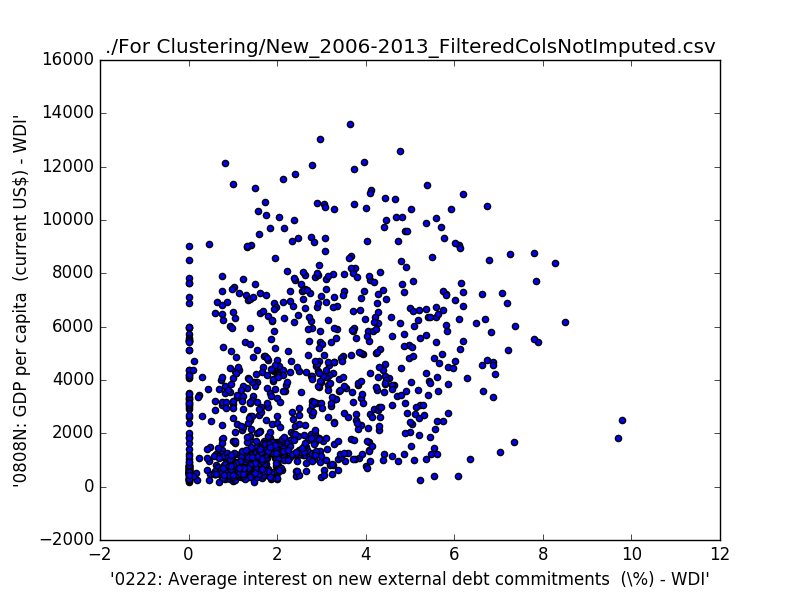 ./For Clustering/New_2006-2013_FilteredColsNotImputed.csv
16000
14000
12000
10000
8000
6000
4000
2000
0
−2000
'0808N: GDP per capita  (current US$) - WDI'
−2 0 2 4 6 8 10 12
'0222: Average interest on new external debt commitments  (\%) - WDI'